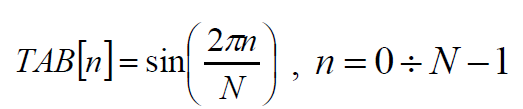 TAB[n] = sin(2πn/N) , n = 0 ÷ N − 1